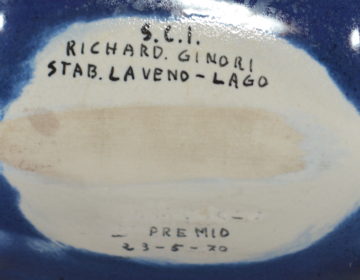 S.C.I.
RICHARD. GINORI
STAB. LAVENO-LAGO
PREMIO
23-5-70